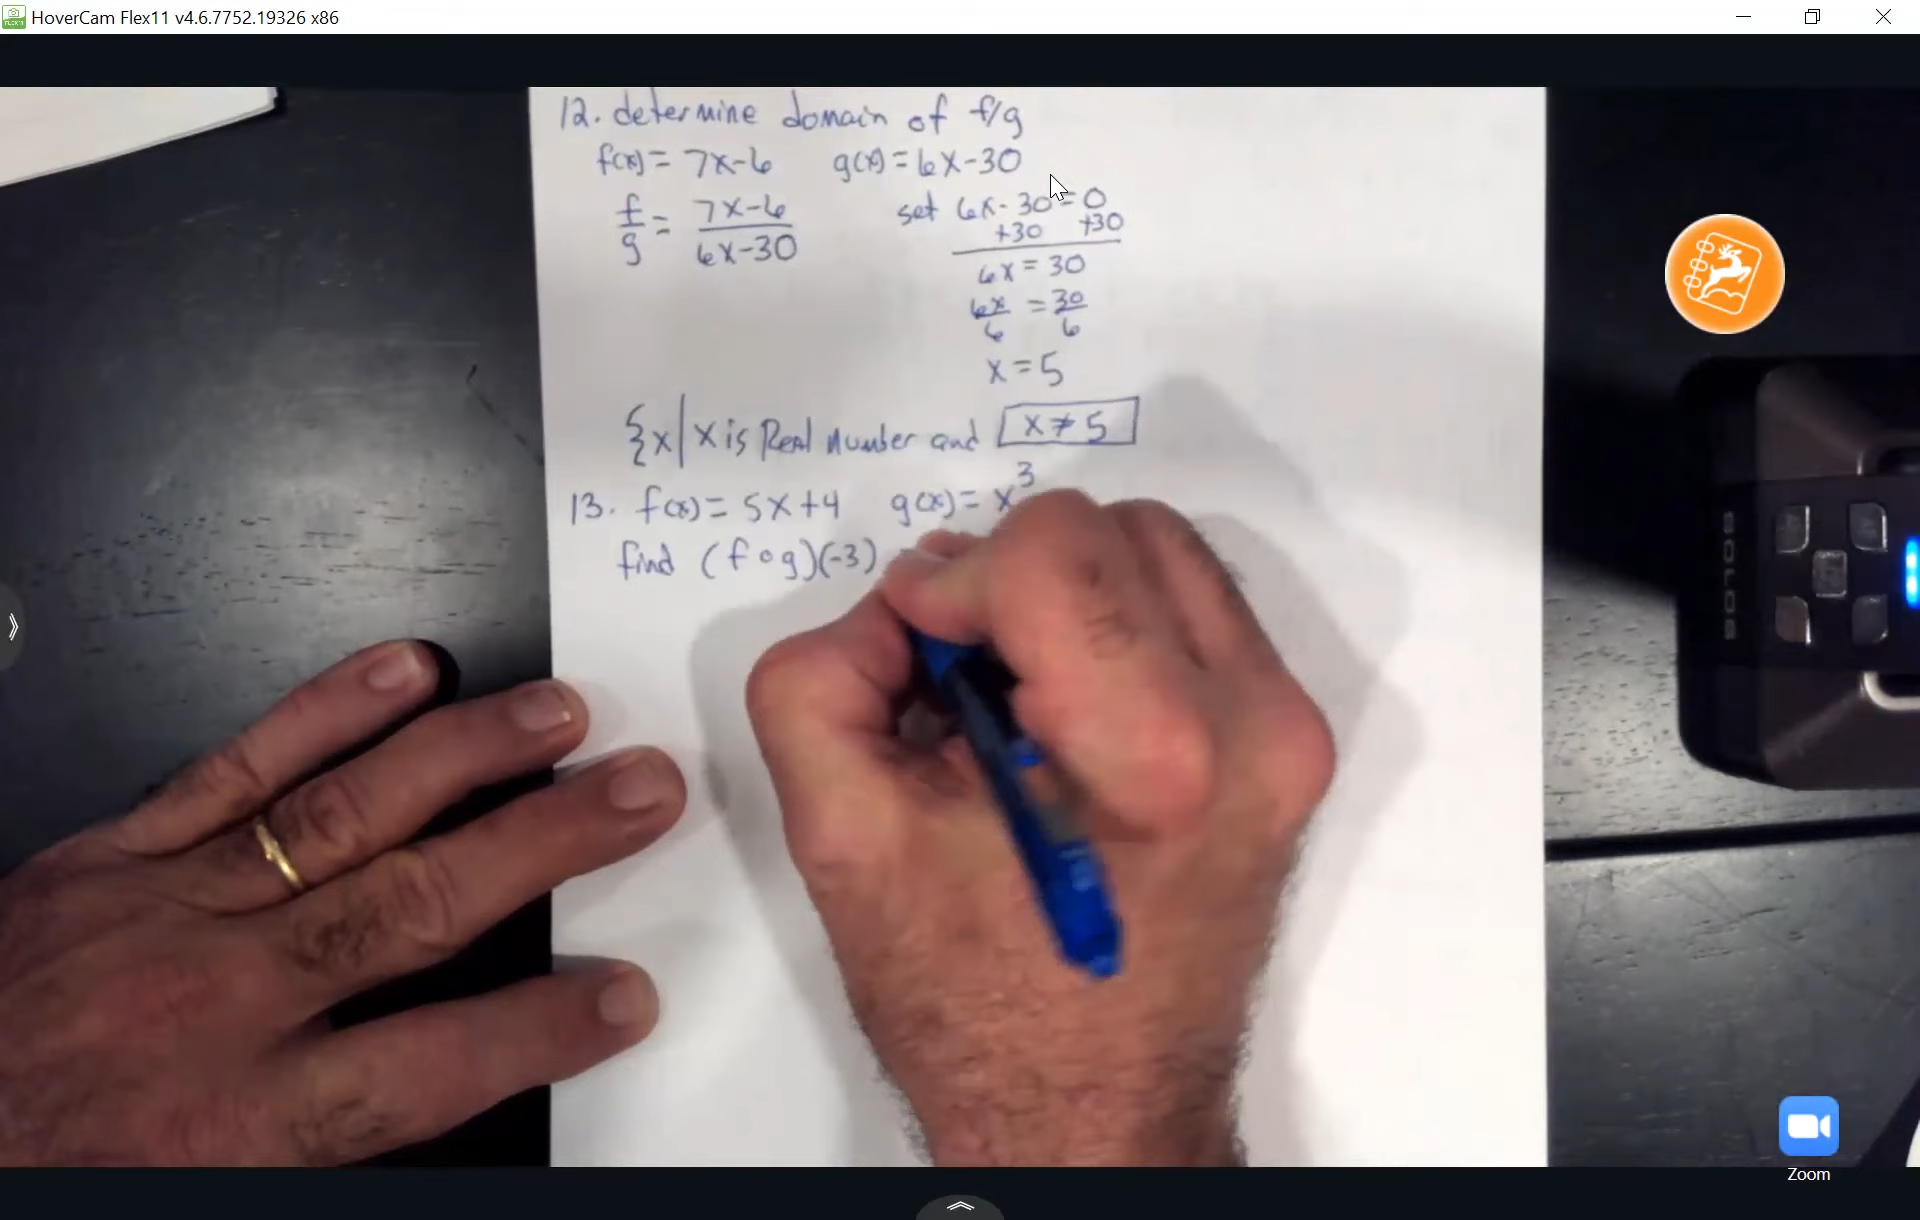 HoverCam Flex11 v4.6.7752.19326 x86
12. determine domain of f/g
f(x) = 7x-6 g(x) = 6x-30
f/g = 7x-6/6x-30
set 6x-30=0
+30 +30
6x = 30
6x/6 = 30/6
x = 5
{x|x is Real number and x ≠ 5
13. f(x) = 5x+4 g(x) = x³
find (f∘g)(-3)
SOLO8
Zoom